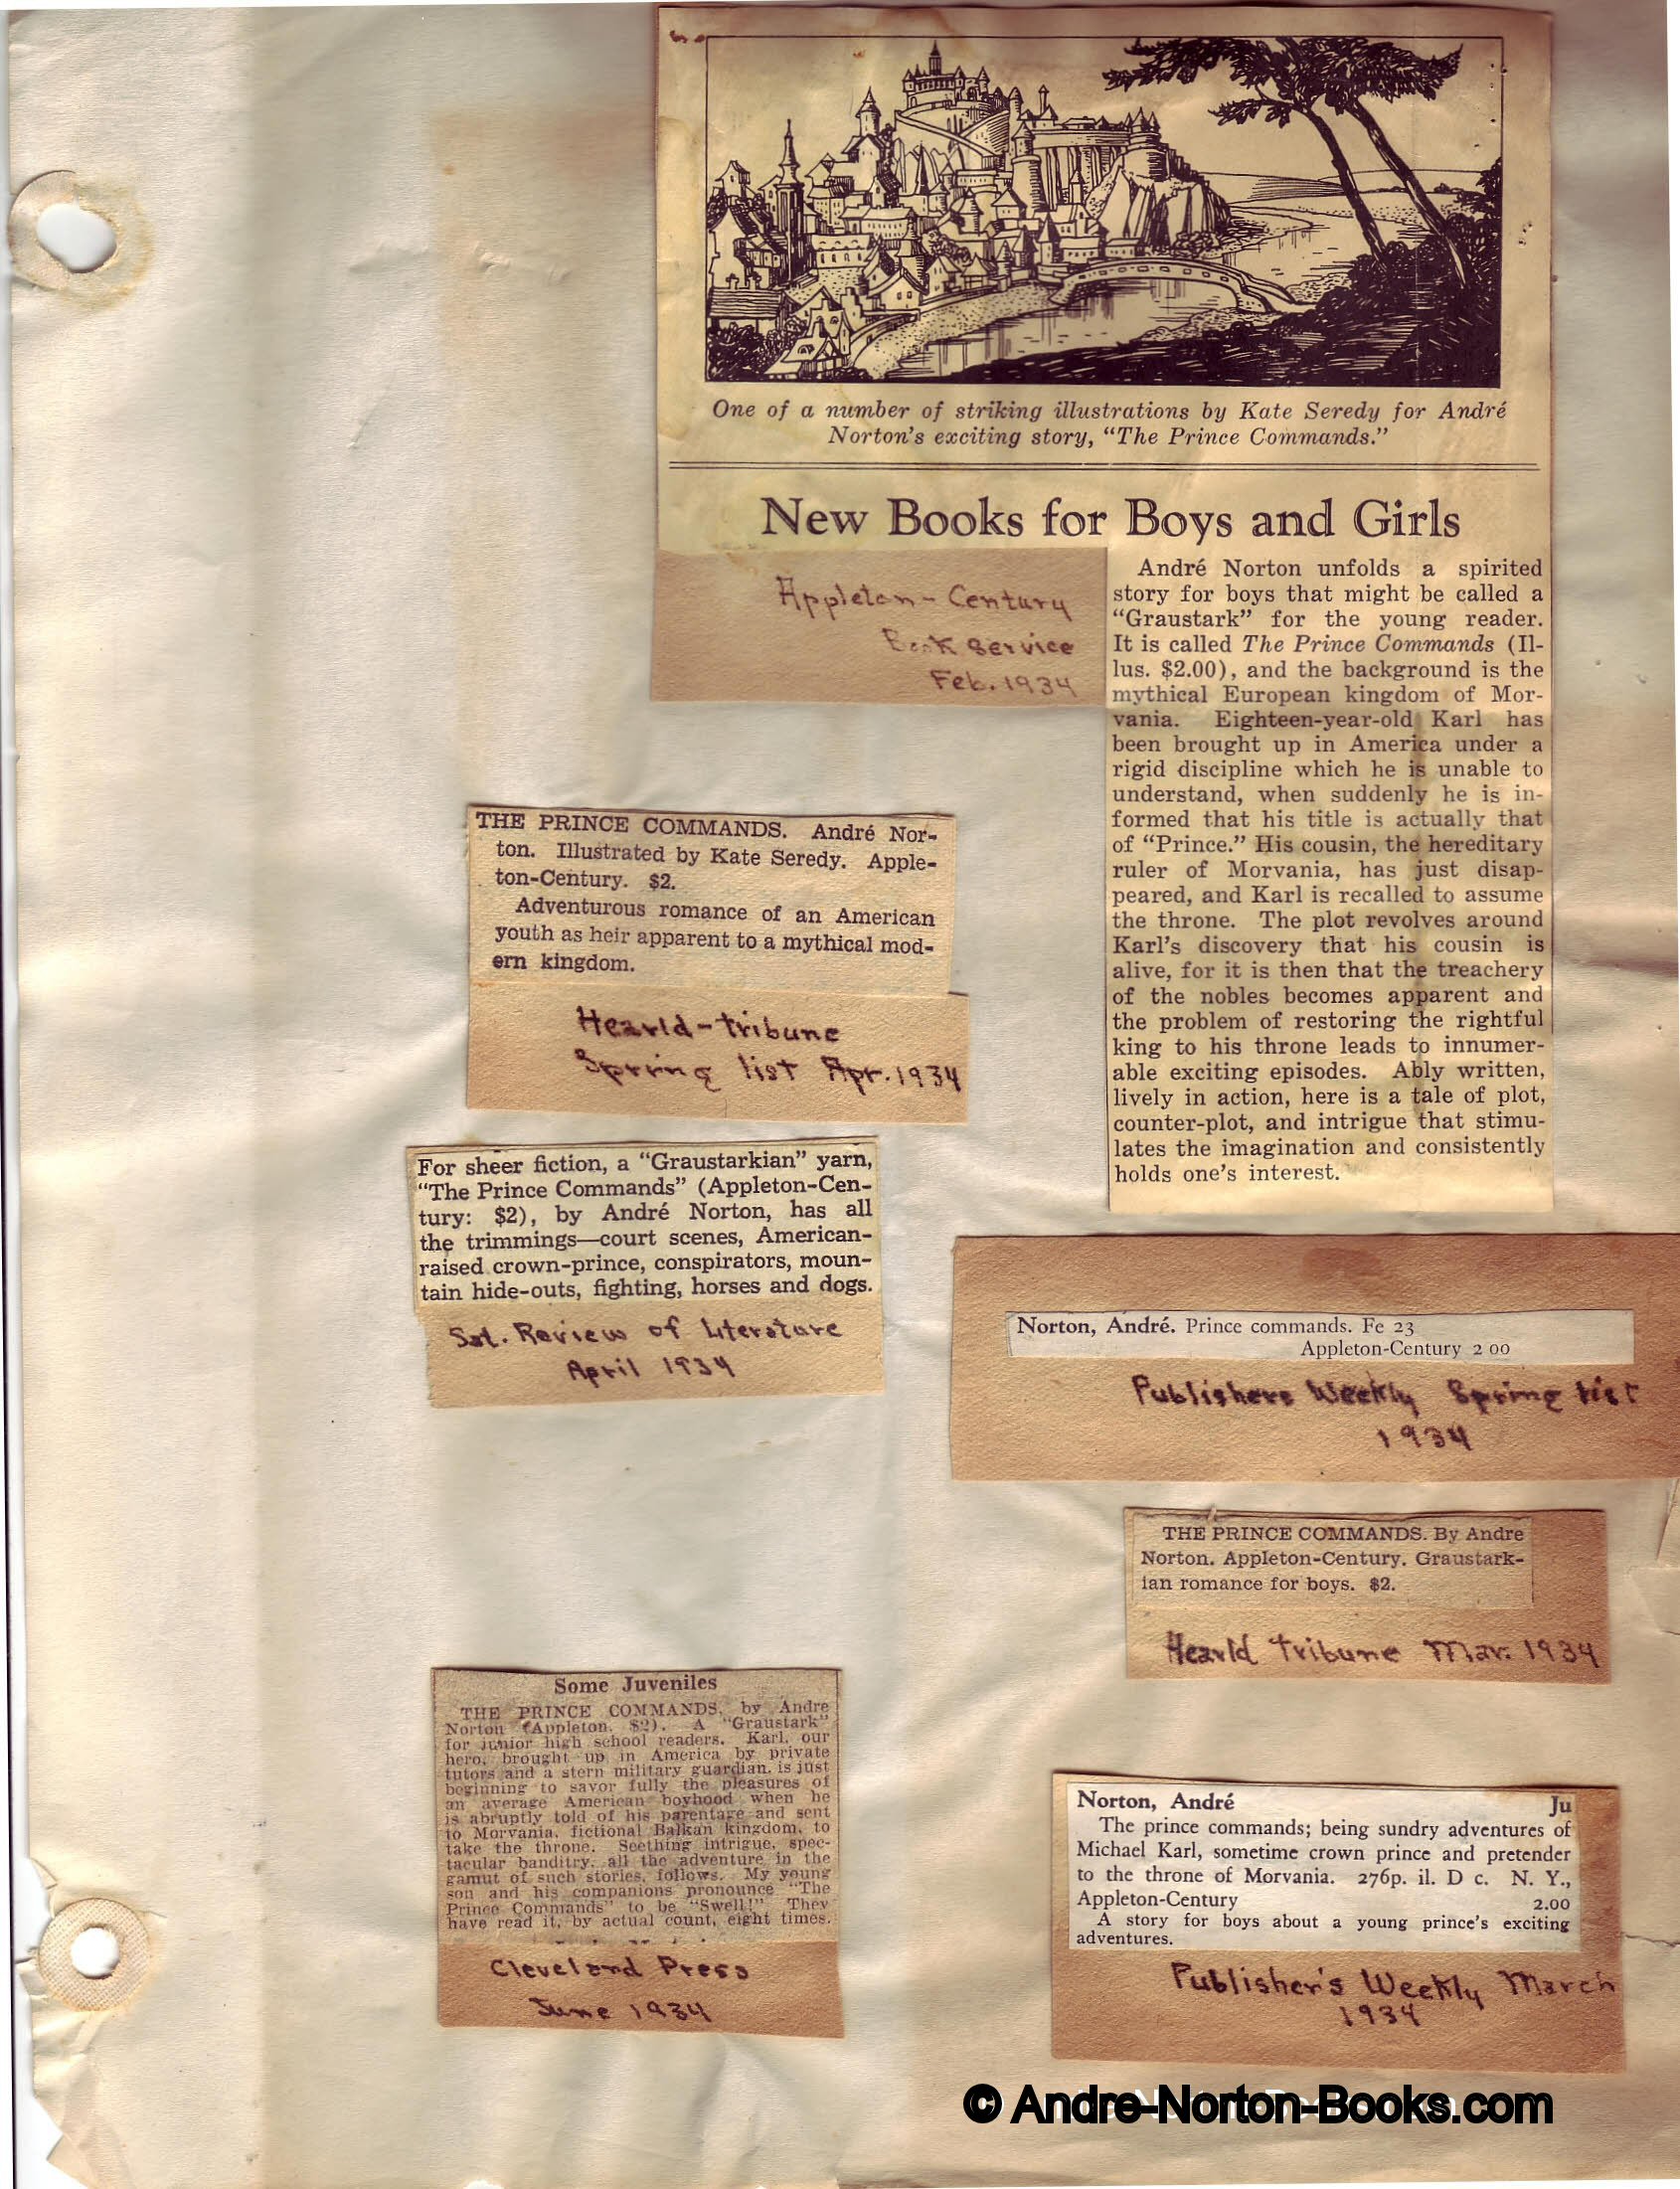 One of a number of striking illustrations by Kate Seredy for André
Norton's exciting story, “The Prince Commands.”
New Books for Boys and Girls
Appleton-Century
Book Service
Feb. 1934
André Norton unfolds a spirited
story for boys that might be called a
“Graustark” for the young reader.
It is called The Prince Commands (Il-
lus. $2.00), and the background is the
mythical European kingdom of Mor-
vania. Eighteen-year-old Karl has
been brought up in America under a
rigid discipline which he is unable to
understand, when suddenly he is in-
formed that his title is actually that
of “Prince.” His cousin, the hereditary
ruler of Morvania, has just disap-
peared, and Karl is recalled to assume
the throne. The plot revolves around
Karl's discovery that his cousin is
alive, for it is then that the treachery
of the nobles becomes apparent and
the problem of restoring the rightful
king to his throne leads to innumer-
able exciting episodes. Ably written,
lively in action, here is a tale of plot,
counter-plot, and intrigue that stimu-
lates the imagination and consistently
holds one's interest.
THE PRINCE COMMANDS. André Nor-
ton. Illustrated by Kate Seredy. Apple-
ton-Century. $2.
Adventurous romance of an American
youth as heir apparent to a mythical mod-
ern kingdom.
Hearld-tribune
Spring list Apr. 1934
For sheer fiction, a “Graustarkian” yarn,
“The Prince Commands” (Appleton-Cen-
tury: $2), by André Norton, has all
the trimmings—court scenes, American-
raised crown-prince, conspirators, moun-
tain hide-outs, fighting, horses and dogs.
Sat. Review of Literature
April 1934
Norton, André. Prince commands. Fe 23
Appleton-Century 2 00
Publishers Weekly Spring list
1934
THE PRINCE COMMANDS. By Andre
Norton. Appleton-Century. Graustark-
ian romance for boys. $2.
Hearld tribune Mar. 1934
Some Juveniles
THE PRINCE COMMANDS, by Andre
Norton (Appleton. $2). A “Graustark”
for junior high school readers. Karl, our
hero, brought up in America by private
tutors and a stern military guardian, is just
beginning to savor fully the pleasures of
an average American boyhood when he
is abruptly told of his parentage and sent
to Morvania, fictional Balkan kingdom, to
take the throne. Seething intrigue, spec-
tacular banditry, all the adventure in the
gamut of such stories, follows. My young
son and his companions pronounce “The
Prince Commands” to be “Swell!” They
have read it, by actual count, eight times.
Cleveland Press
June 1934
Norton, André Ju
The prince commands; being sundry adventures of
Michael Karl, sometime crown prince and pretender
to the throne of Morvania. 276p. il. D c. N. Y.,
Appleton-Century 2.00
A story for boys about a young prince's exciting
adventures.
Publisher's Weekly March
1934
© Andre-Norton-Books.com